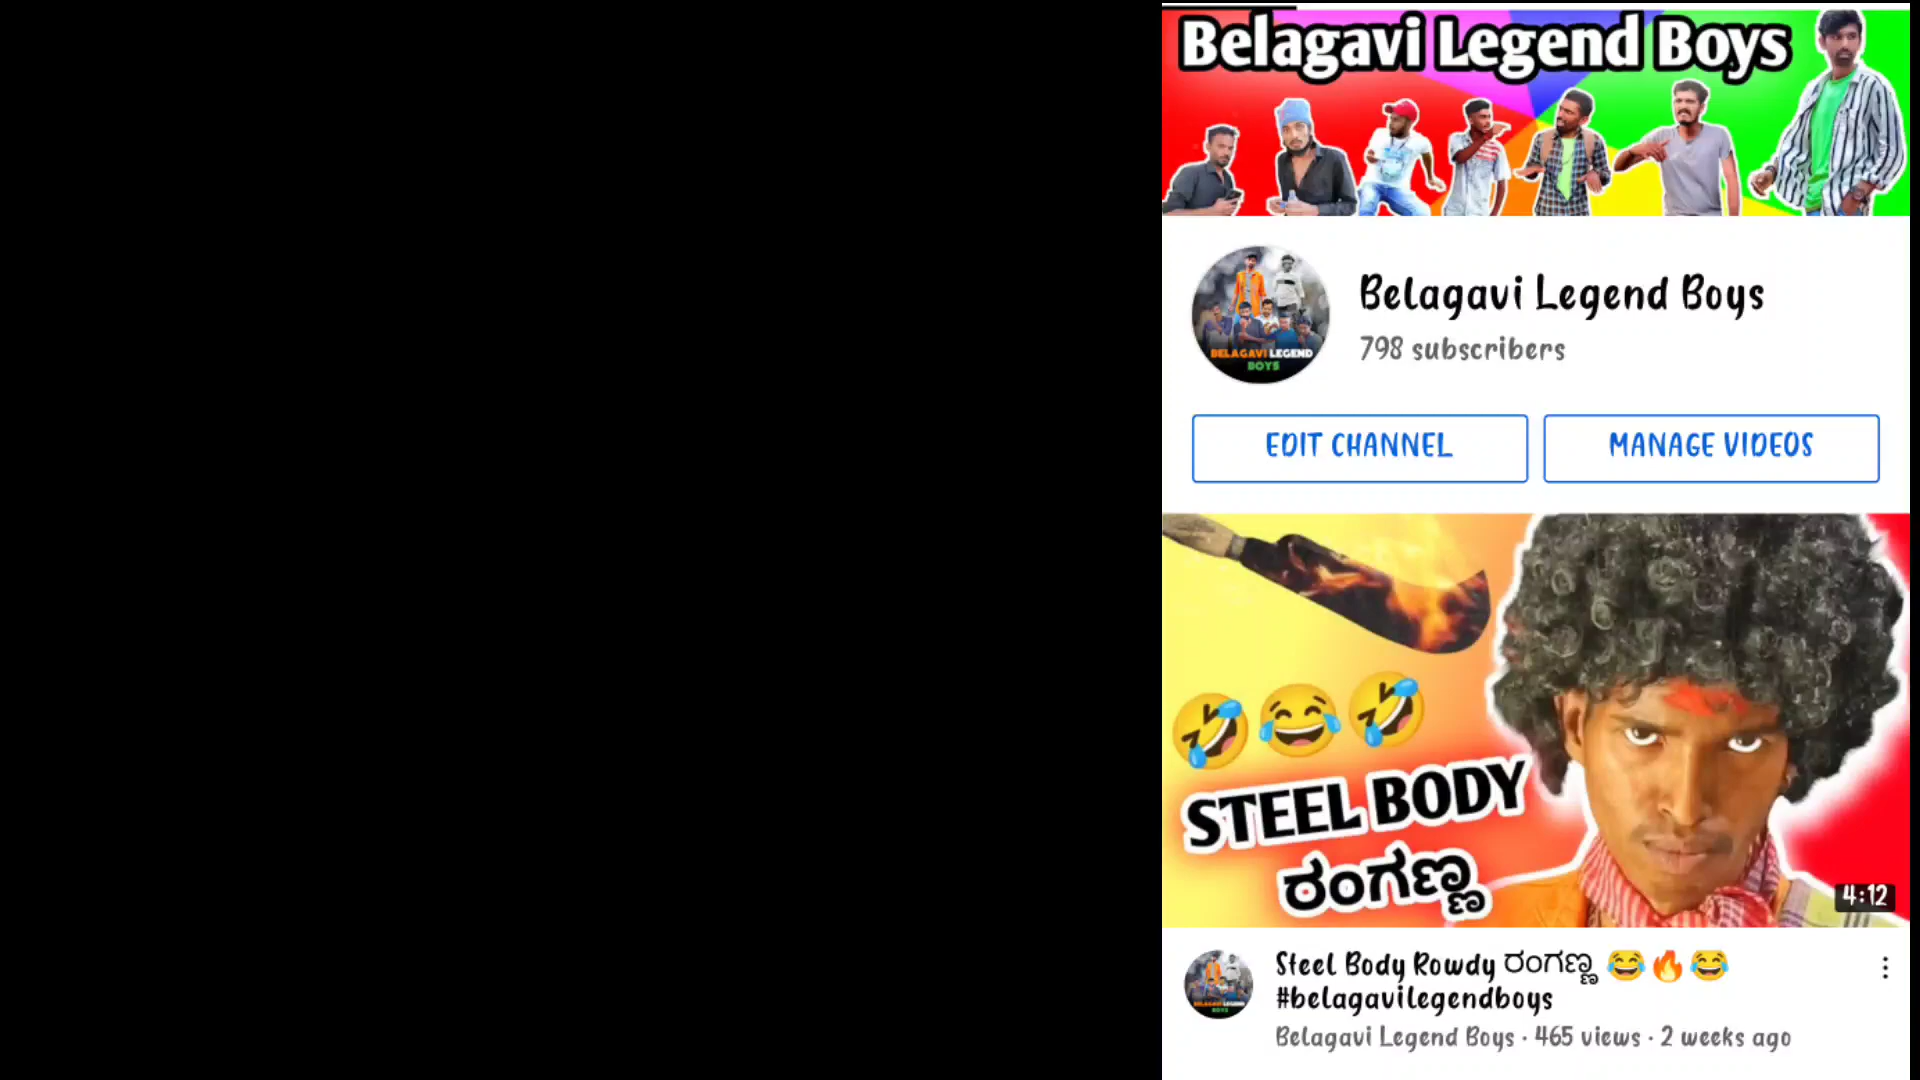 Belagavi Legend Boys
BELAGAVI LEGEND
BOYS
Belagavi Legend Boys
798 subscribers
EDIT CHANNEL
MANAGE VIDEOS
STEEL BODY
ರಂಗಣ್ಣ
4:12
Steel Body Rowdy ರಂಗಣ್ಣ 😂🔥😂
#belagavilegendboys
Belagavi Legend Boys · 465 views · 2 weeks ago